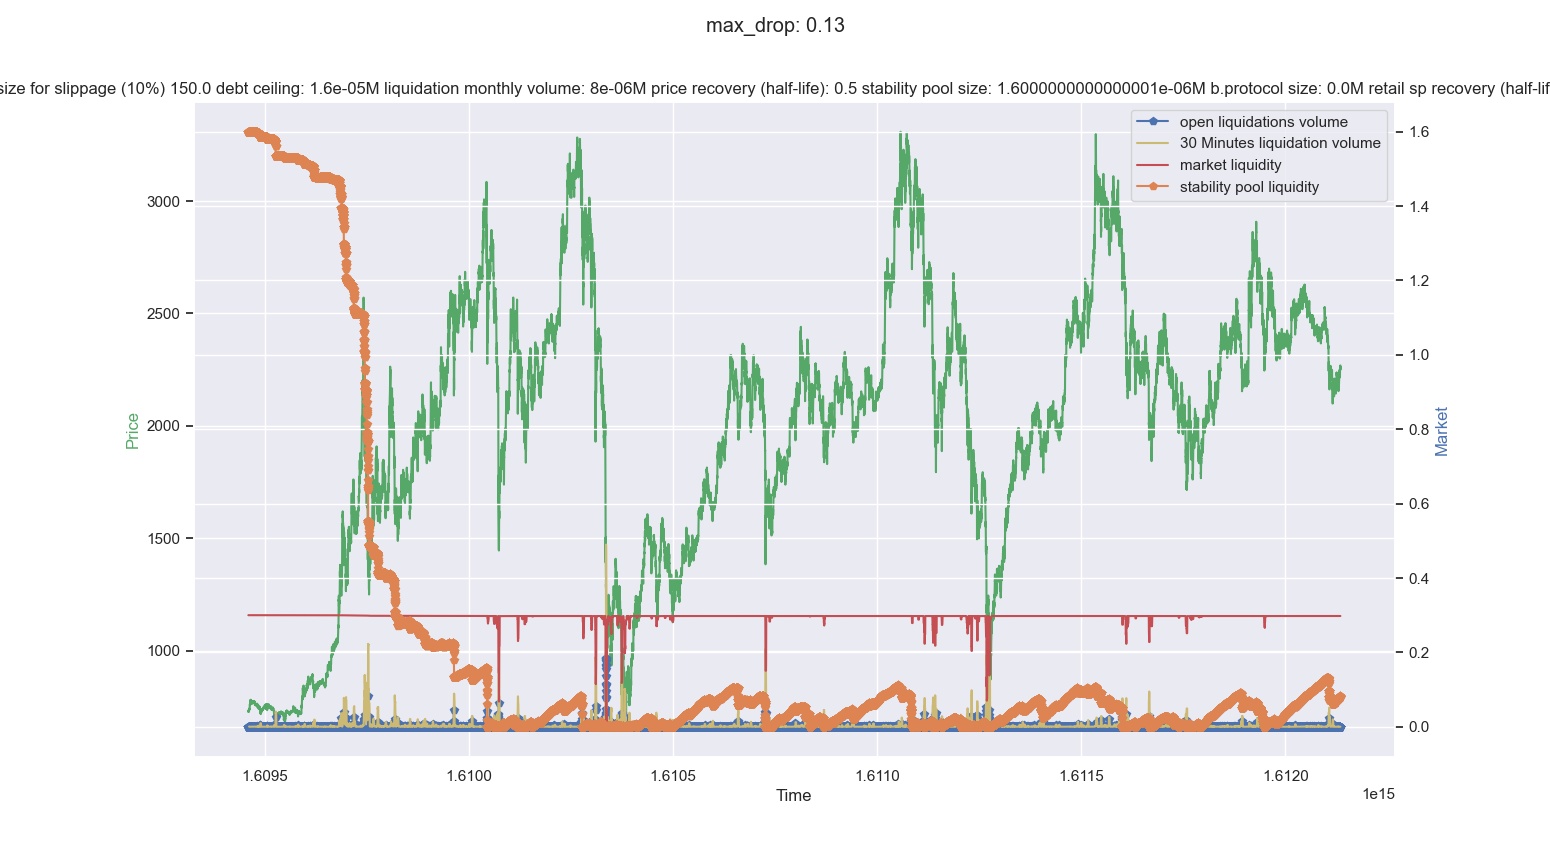 max_drop: 0.13
size for slippage (10%) 150.0 debt ceiling: 1.6e-05M liquidation monthly volume: 8e-06M price recovery (half-life): 0.5 stability pool size: 1.6000000000000001e-06M b.protocol size: 0.0M retail sp recovery (half-lif
open liquidations volume
30 Minutes liquidation volume
market liquidity
stability pool liquidity
Price
3000
2500
2000
1500
1000
1.6
1.4
1.2
1.0
0.8
0.6
0.4
0.2
0.0
Market
1.6095
1.6100
1.6105
1.6110
1.6115
1.6120
Time
1e15